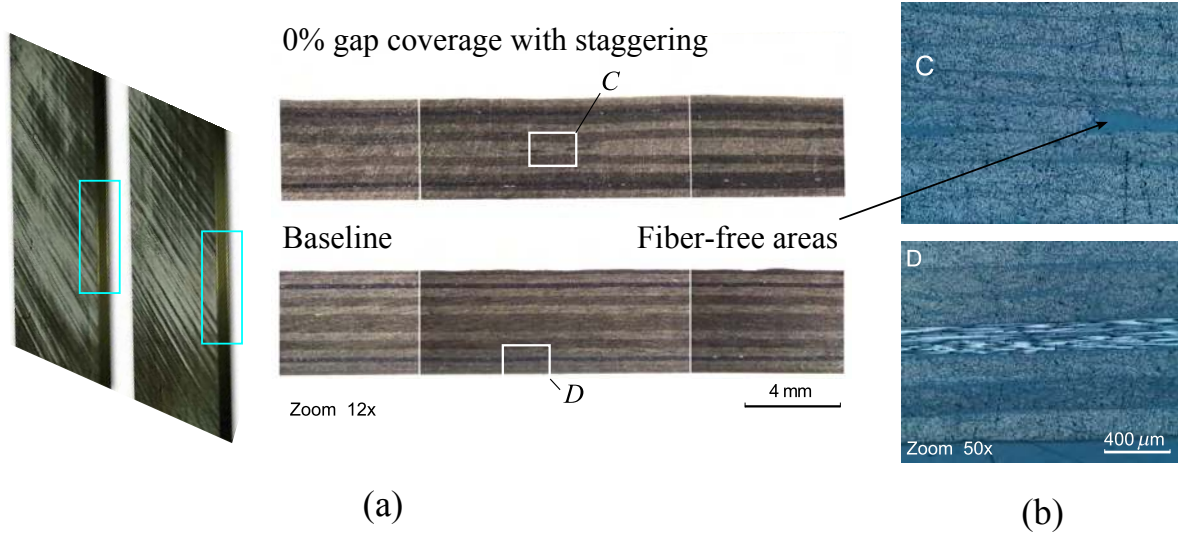 0% gap coverage with staggering
C
Baseline
Fiber-free areas
D
Zoom 12x
4 mm
(a)
C
D
Zoom 50x
400 μm
(b)